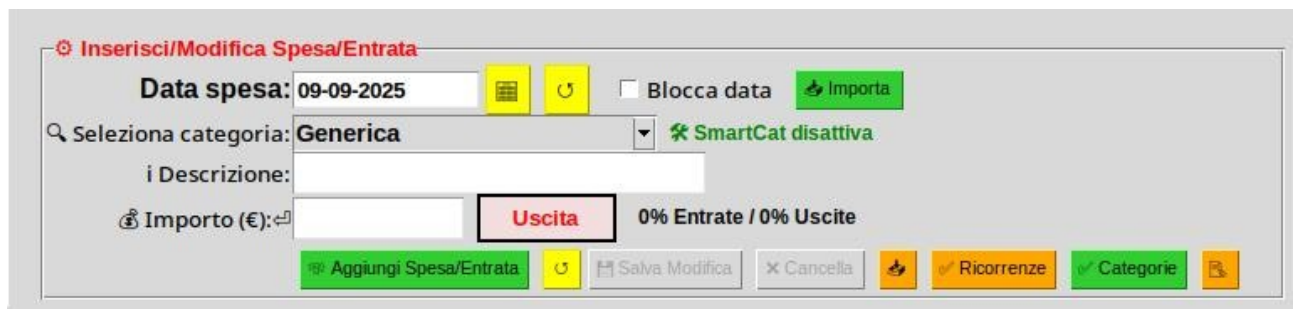 Inserisci/Modifica Spesa/Entrata
Data spesa: 09-09-2025 Blocca data Importa
Seleziona categoria: Generica SmartCat disattiva
i Descrizione:
Importo (€): Uscita 0% Entrate / 0% Uscite
Aggiungi Spesa/Entrata Salva Modifica Cancella Ricorrenze Categorie